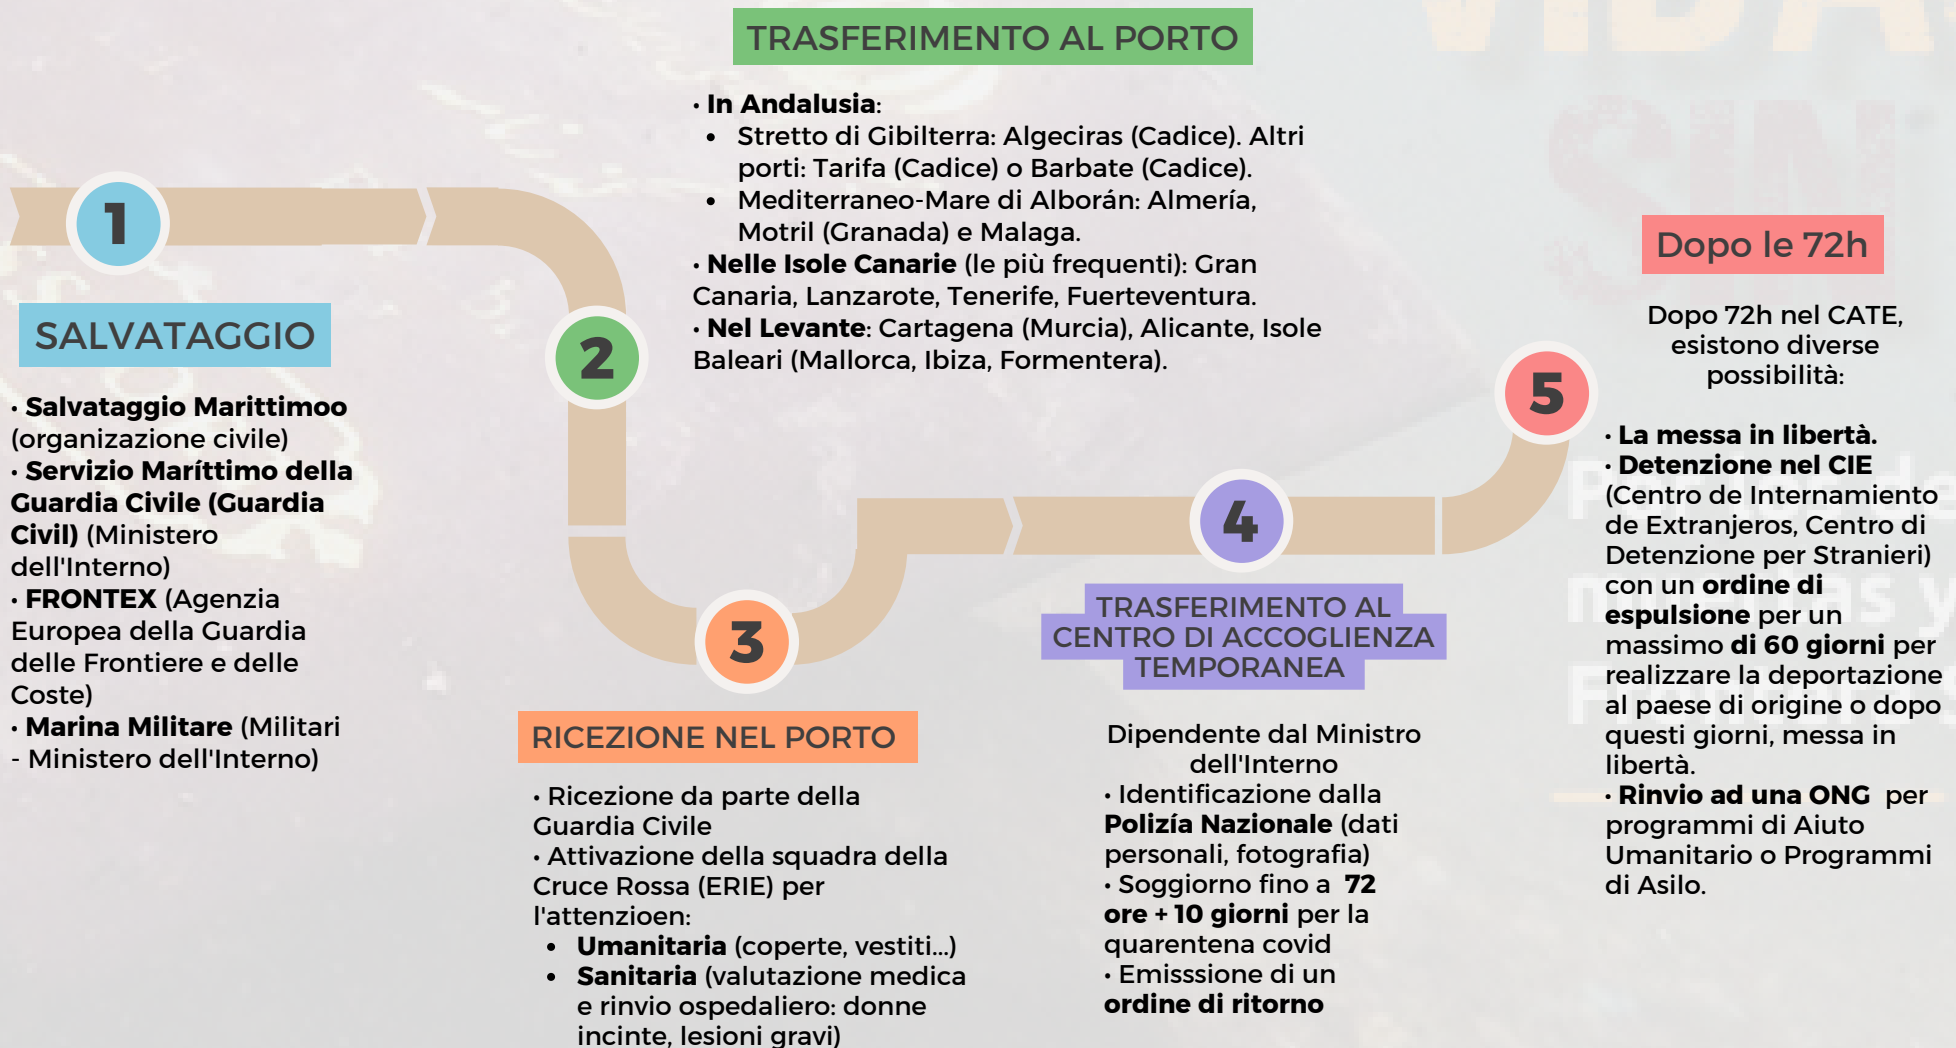 1
SALVATAGGIO
· Salvataggio Marittimoo
(organizazione civile)
· Servizio Maríttimo della
Guardia Civile (Guardia
Civil) (Ministero
dell'Interno)
· FRONTEX (Agenzia
Europea della Guardia
delle Frontiere e delle
Coste)
· Marina Militare (Militari
- Ministero dell'Interno)
2
TRASFERIMENTO AL PORTO
· In Andalusia:
• Stretto di Gibilterra: Algeciras (Cadice). Altri
porti: Tarifa (Cadice) o Barbate (Cadice).
• Mediterraneo-Mare di Alborán: Almería,
Motril (Granada) e Malaga.
· Nelle Isole Canarie (le più frequenti): Gran
Canaria, Lanzarote, Tenerife, Fuerteventura.
· Nel Levante: Cartagena (Murcia), Alicante, Isole
Baleari (Mallorca, Ibiza, Formentera).
3
RICEZIONE NEL PORTO
· Ricezione da parte della
Guardia Civile
· Attivazione della squadra della
Cruce Rossa (ERIE) per
l'attenzioen:
• Umanitaria (coperte, vestiti...)
• Sanitaria (valutazione medica
e rinvio ospedaliero: donne
incinte, lesioni gravi)
4
TRASFERIMENTO AL
CENTRO DI ACCOGLIENZA
TEMPORANEA
Dipendente dal Ministro
dell'Interno
· Identificazione dalla
Polizía Nazionale (dati
personali, fotografia)
· Soggiorno fino a 72
ore + 10 giorni per la
quarentena covid
· Emisssione di un
ordine di ritorno
5
Dopo le 72h
Dopo 72h nel CATE,
esistono diverse
possibilità:
· La messa in libertà.
· Detenzione nel CIE
(Centro de Internamiento
de Extranjeros, Centro di
Detenzione per Stranieri)
con un ordine di
espulsione per un
massimo di 60 giorni per
realizzare la deportazione
al paese di origine o dopo
questi giorni, messa in
libertà.
· Rinvio ad una ONG per
programmi di Aiuto
Umanitario o Programmi
di Asilo.
SIN